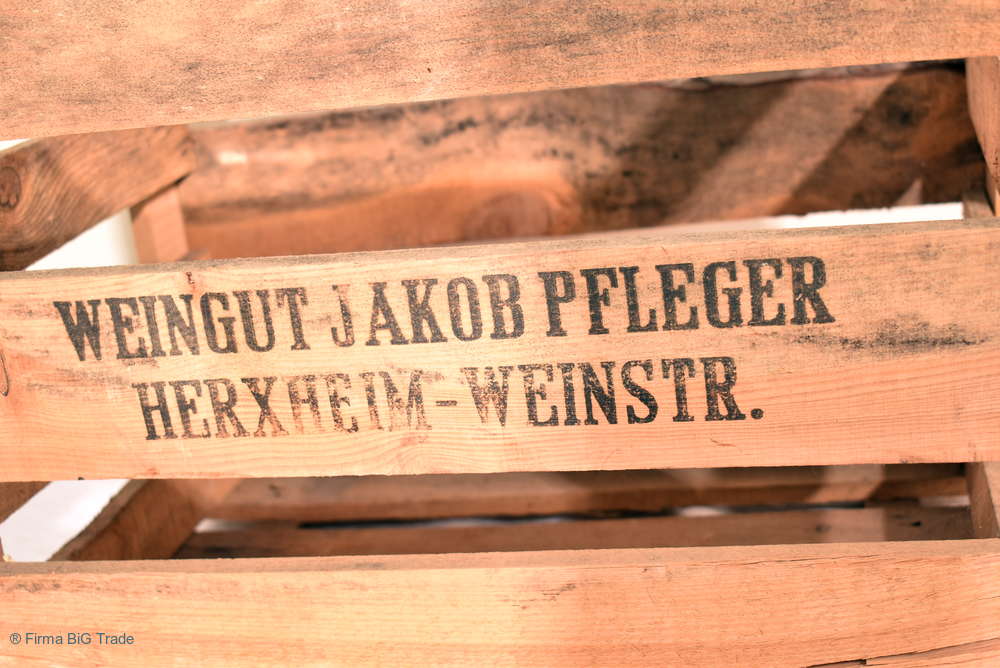 WEINGUT JAKOB PFLEGER
HERXHEIM-WEINSTR.
® Firma BiG Trade